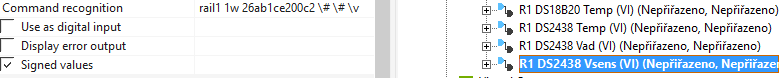 Command recognition rail1 1w 26ab1ce200c2 \# \# \v
Use as digital input
Display error output
Signed values
R1 DS18B20 Temp (VI) (Nepřiřazeno, Nepřiřazeno)
R1 DS2438 Temp (VI) (Nepřiřazeno, Nepřiřazeno)
R1 DS2438 Vad (VI) (Nepřiřazeno, Nepřiřazeno)
R1 DS2438 Vsens (VI) (Nepřiřazeno, Nepřiřazeno